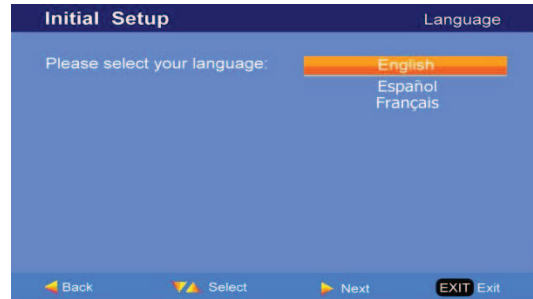 Initial Setup Language
Please select your language: English
Español
Français
Back Select Next EXIT Exit